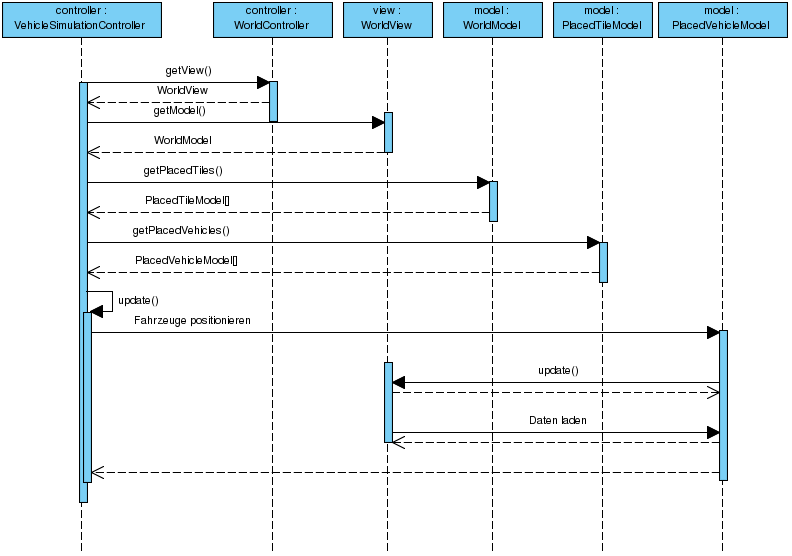 controller :
VehicleSimulationController
controller :
WorldController
view :
WorldView
model :
WorldModel
model :
PlacedTileModel
model :
PlacedVehicleModel
getView()
WorldView
getModel()
WorldModel
getPlacedTiles()
PlacedTileModel[]
getPlacedVehicles()
PlacedVehicleModel[]
update()
Fahrzeuge positionieren
update()
Daten laden